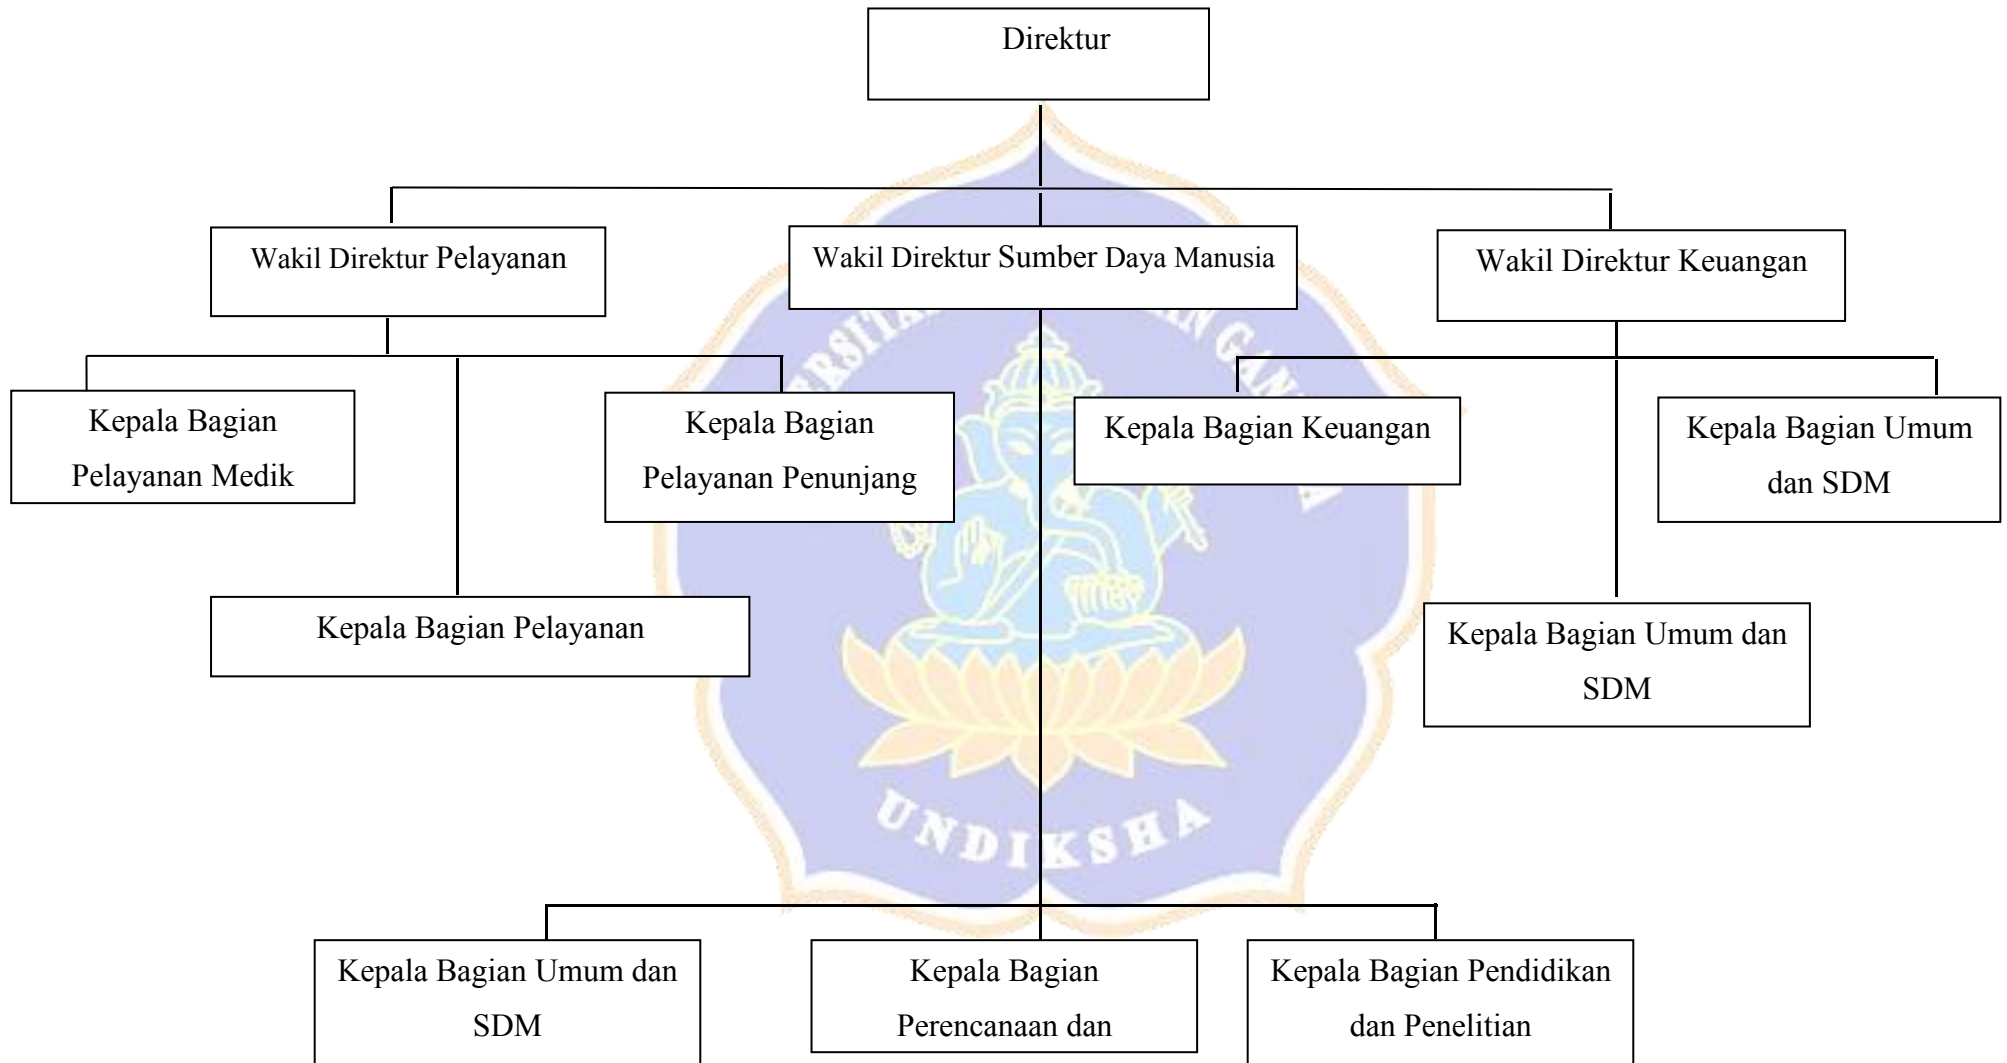 Direktur
Wakil Direktur Pelayanan
Wakil Direktur Sumber Daya Manusia
Wakil Direktur Keuangan
Kepala Bagian
Pelayanan Medik
Kepala Bagian
Pelayanan Penunjang
Kepala Bagian Keuangan
Kepala Bagian Umum
dan SDM
Kepala Bagian Pelayanan
Kepala Bagian Umum dan
SDM
UNDIKSHA
Kepala Bagian Umum dan
SDM
Kepala Bagian
Perencanaan dan
Kepala Bagian Pendidikan
dan Penelitian